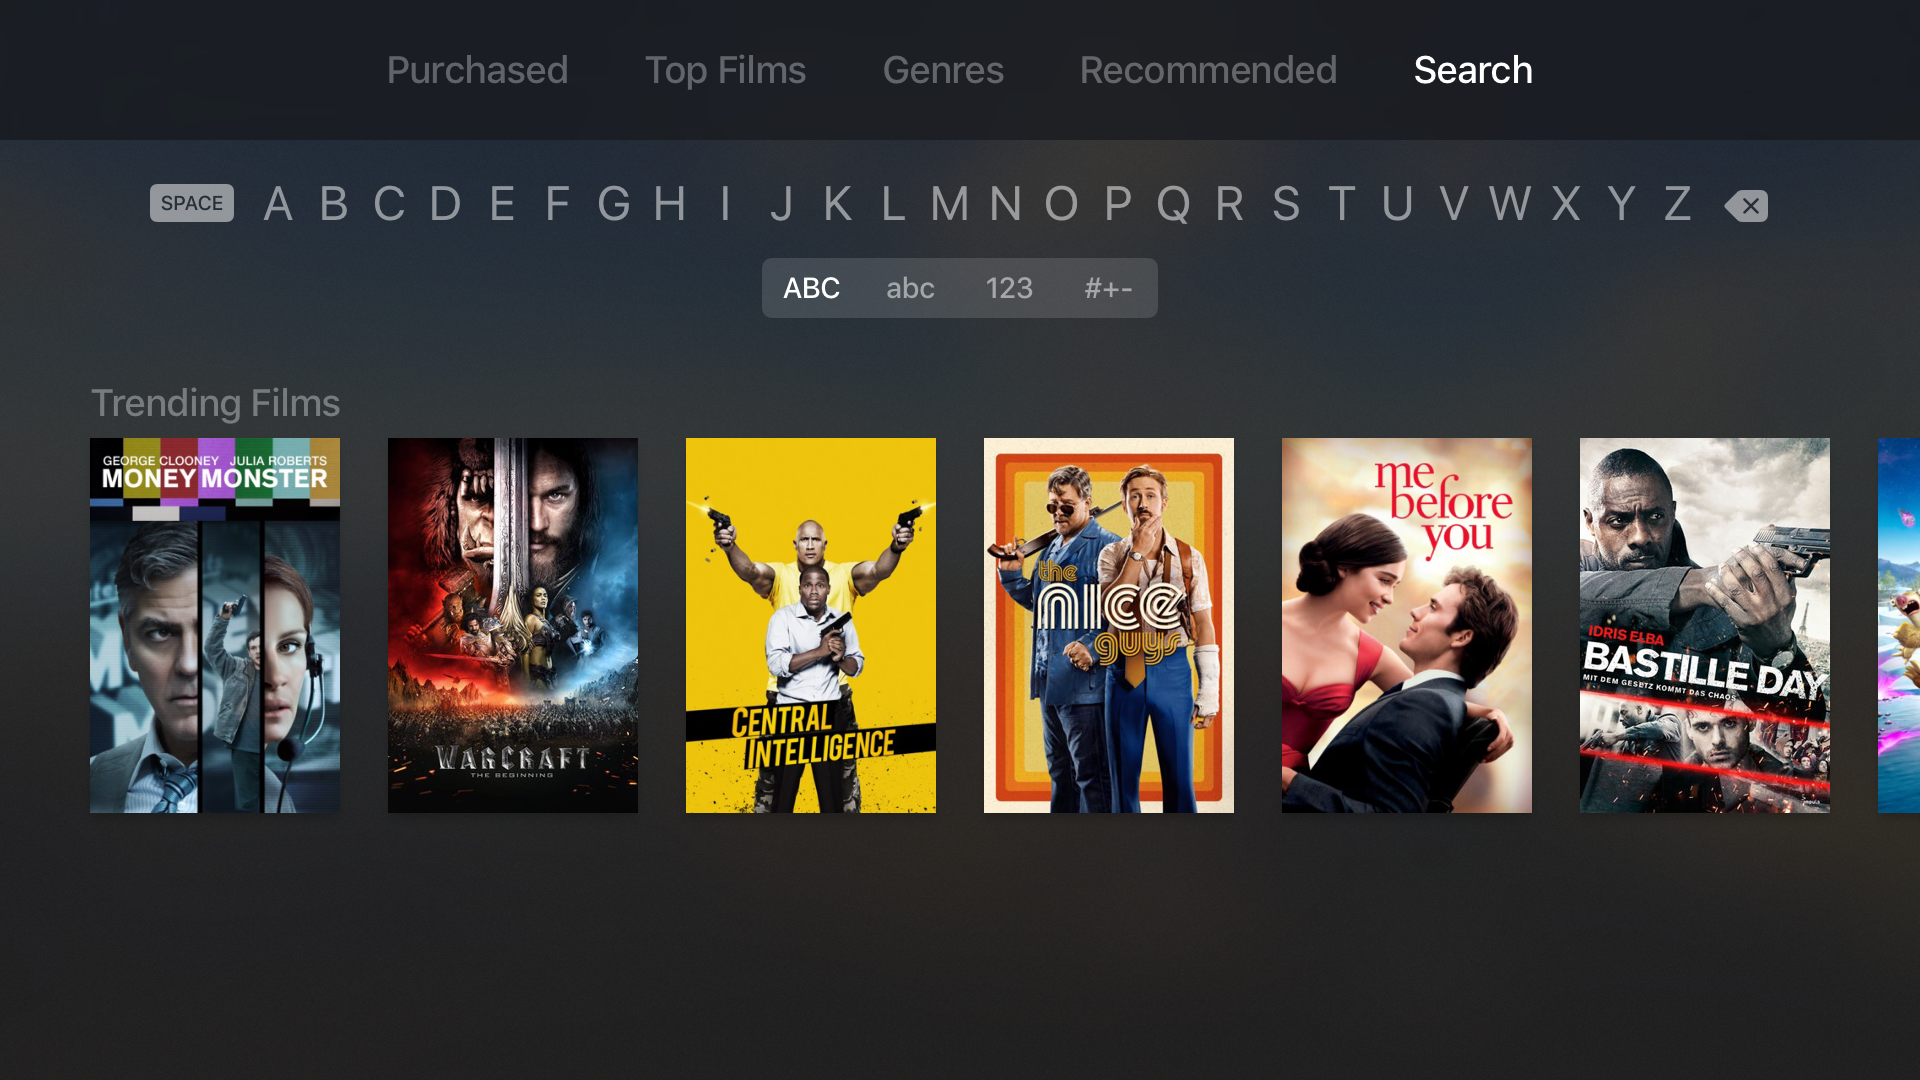 Purchased Top Films Genres Recommended Search
SPACE A B C D E F G H I J K L M N O P Q R S T U V W X Y Z
ABC abc 123 #+-
Trending Films
GEORGE CLOONEY JULIA ROBERTS
MONEY MONSTER
WARCRAFT
THE BEGINNING
CENTRAL
INTELLIGENCE
the
nice
guys
me
before
you
IDRIS ELBA
BASTILLE DAY
MIT DEM GESETZ KOMMT DAS CHAOS